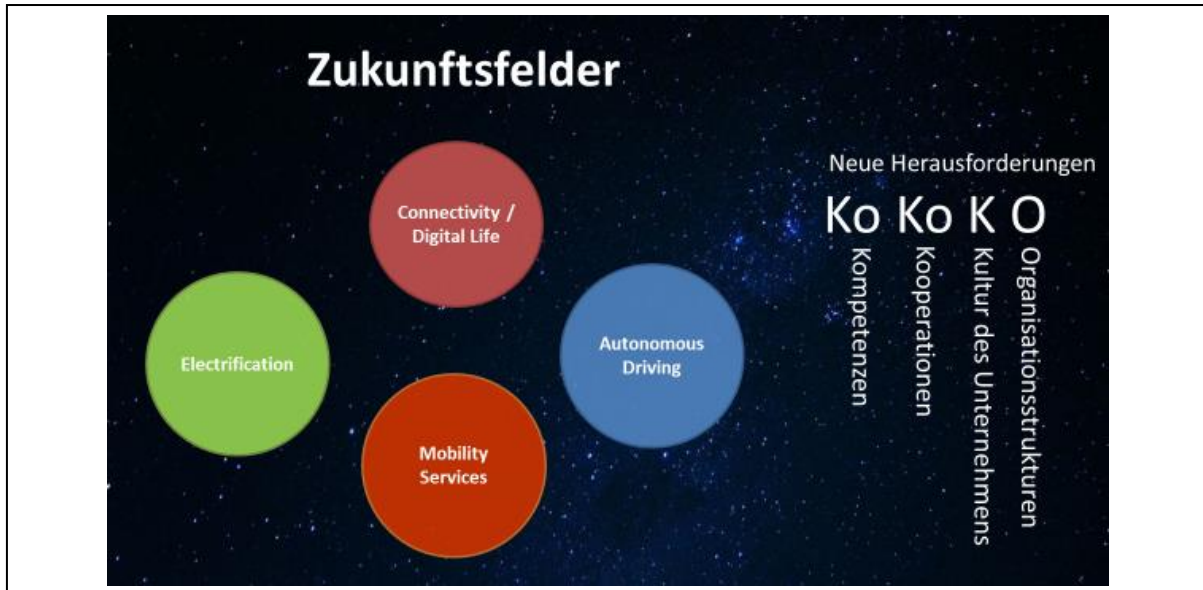 Zukunftsfelder
Connectivity /
Digital Life
Electrification
Autonomous
Driving
Mobility
Services
Neue Herausforderungen
Ko Ko K O
Kompetenzen
Kooperationen
Kultur des Unternehmens
Organisationsstrukturen